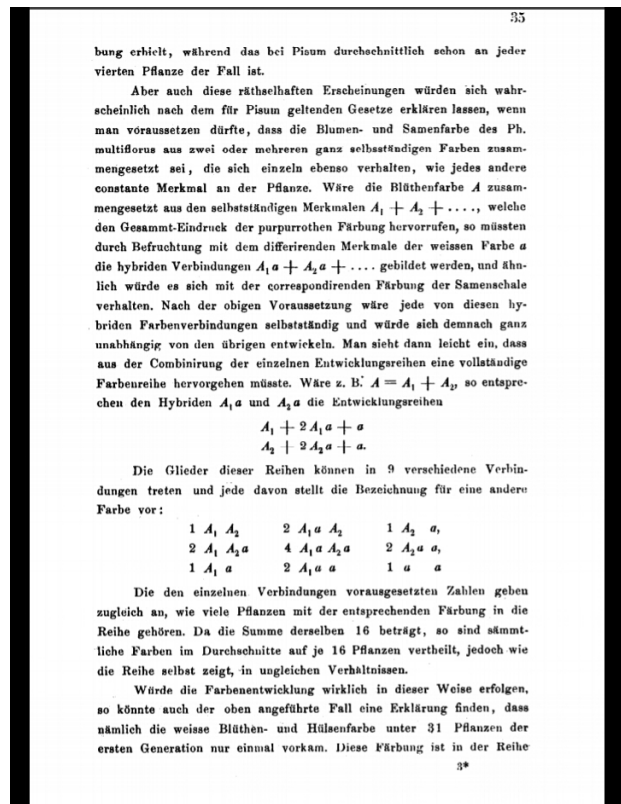 35
bung erhielt, während das bei Pisum durchschnittlich schon an jeder
vierten Pflanze der Fall ist.
Aber auch diese räthselhaften Erscheinungen würden sich wahr-
scheinlich nach dem für Pisum geltenden Gesetze erklären lassen, wenn
man voraussetzen dürfte, dass die Blumen- und Samenfarbe des Ph.
multiflorus aus zwei oder mehreren ganz selbstständigen Farben zusam-
mengesetzt sei, die sich einzeln ebenso verhalten, wie jedes andere
constante Merkmal an der Pflanze. Wäre die Blüthenfarbe A zusam-
mengesetzt aus den selbstständigen Merkmalen A₁ + A₂ + ...., welche
den Gesammt-Eindruck der purpurrothen Färbung hervorrufen, so müssten
durch Befruchtung mit dem differirenden Merkmale der weissen Farbe a
die hybriden Verbindungen A₁a + A₂a + .... gebildet werden, und ähn-
lich würde es sich mit der correspondirenden Färbung der Samenschale
verhalten. Nach der obigen Voraussetzung wäre jede von diesen hy-
briden Farbenverbindungen selbstständig und würde sich demnach ganz
unabhängig von den übrigen entwickeln. Man sieht dann leicht ein, dass
aus der Combinirung der einzelnen Entwicklungsreihen eine vollständige
Farbenreihe hervorgehen müsste. Wäre z. B. A = A₁ + A₂, so entspre-
chen den Hybriden A₁a und A₂a die Entwicklungsreihen
A₁ + 2 A₁a + a
A₂ + 2 A₂a + a.
Die Glieder dieser Reihen können in 9 verschiedene Verbin-
dungen treten und jede davon stellt die Bezeichnung für eine andere
Farbe vor:
1 A₁ A₂ 2 A₁a A₂ 1 A₂ a,
2 A₁ A₂a 4 A₁a A₂a 2 A₂a a,
1 A₁ a 2 A₁a a 1 a a
Die den einzelnen Verbindungen vorausgesetzten Zahlen geben
zugleich an, wie viele Pflanzen mit der entsprechenden Färbung in die
Reihe gehören. Da die Summe derselben 16 beträgt, so sind sämmt-
liche Farben im Durchschnitte auf je 16 Pflanzen vertheilt, jedoch wie
die Reihe selbst zeigt, in ungleichen Verhältnissen.
Würde die Farbenentwicklung wirklich in dieser Weise erfolgen,
so könnte auch der oben angeführte Fall eine Erklärung finden, dass
nämlich die weisse Blüthen- und Hülsenfarbe unter 31 Pflanzen der
ersten Generation nur einmal vorkam. Diese Färbung ist in der Reihe
3*